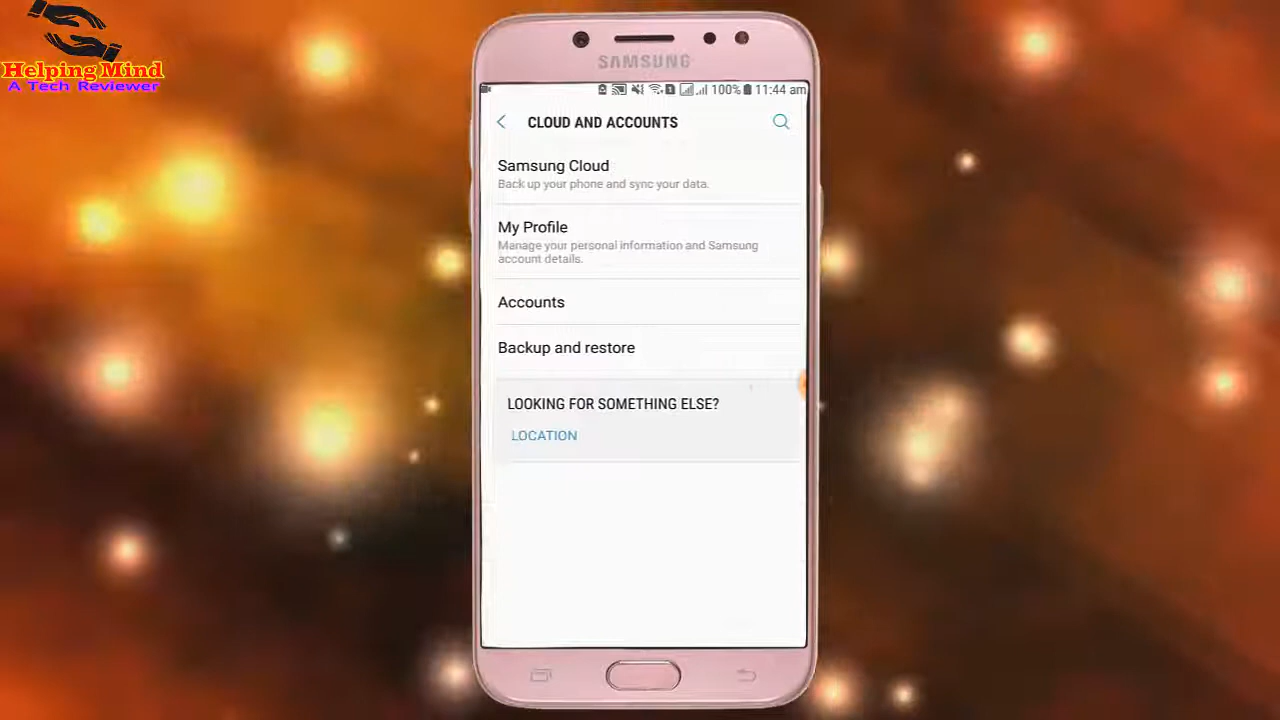 Helping Mind
A Tech Reviewer
SAMSUNG
100% 11:44 am
CLOUD AND ACCOUNTS
Samsung Cloud
Back up your phone and sync your data.
My Profile
Manage your personal information and Samsung
account details.
Accounts
Backup and restore
LOOKING FOR SOMETHING ELSE?
LOCATION